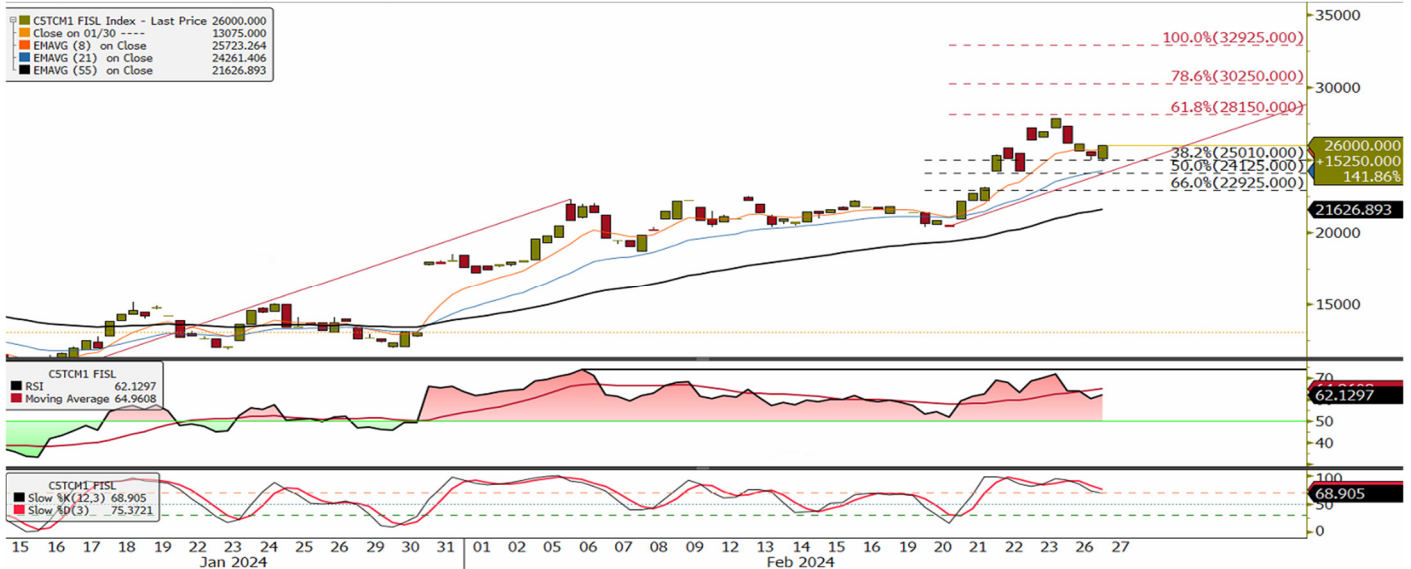 C5TCM1 FISL Index - Last Price 26000.000
Close on 01/30 ---- 13075.000
EMAVG (8) on Close 25723.264
EMAVG (21) on Close 24261.406
EMAVG (55) on Close 21626.893
35000
100.0%(32925.000)
30000
78.6%(30250.000)
61.8%(28150.000)
26000.000
+15250.000
141.86%
38.2%(25010.000)
50.0%(24125.000)
66.0%(22925.000)
21626.893
20000
15000
C5TCM1 FISL
RSI 62.1297
Moving Average 64.9608
70
62.1297
50
40
C5TCM1 FISL
Slow %K(12,3) 68.905
Slow %D(3) 75.3721
100
68.905
50
0
15 16 17 18 19 22 23 24 25 26 29 30 31 01 02 05 06 07 08 09 12 13 14 15 16 19 20 21 22 23 26 27
Jan 2024 Feb 2024